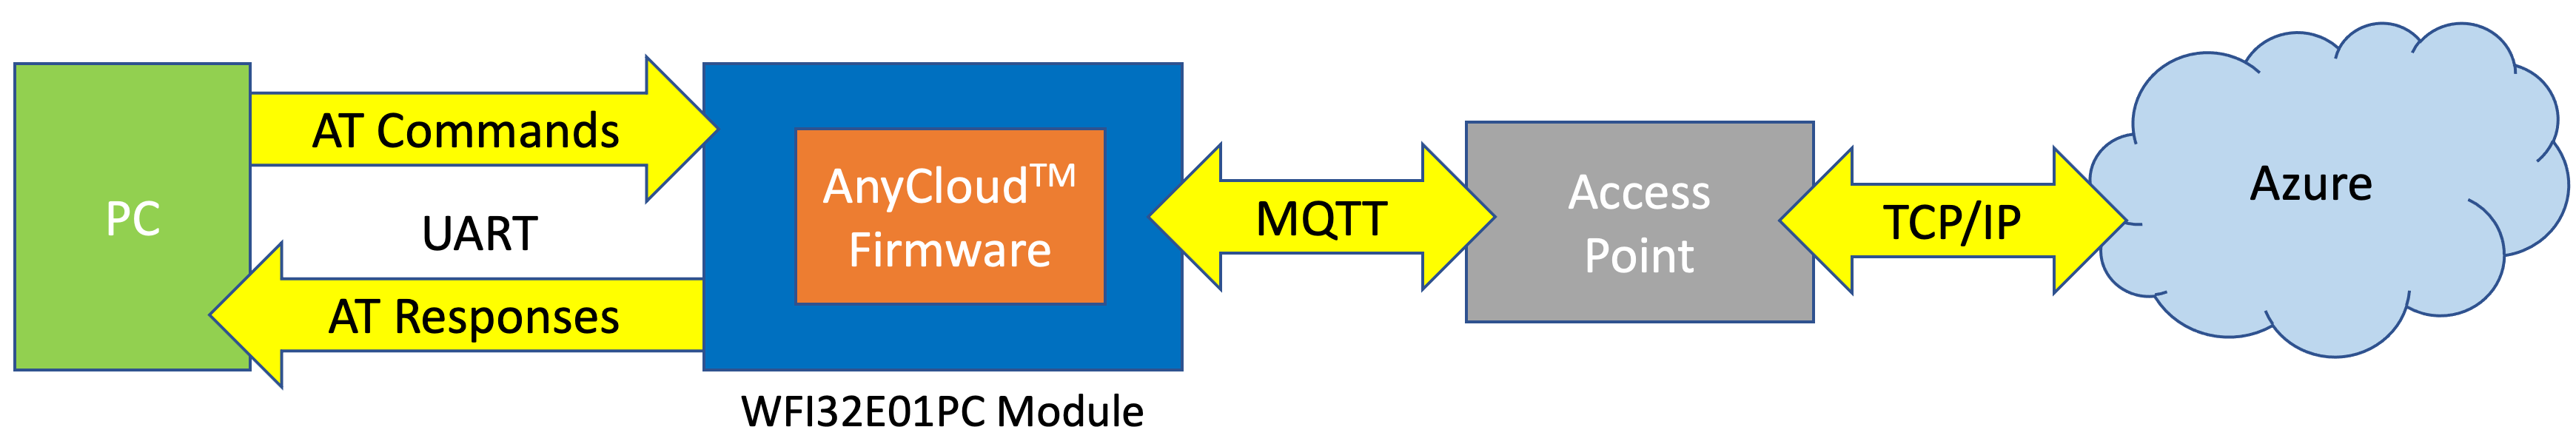 PC
AT Commands
UART
AT Responses
AnyCloud™
Firmware
WFI32E01PC Module
MQTT
Access
Point
TCP/IP
Azure